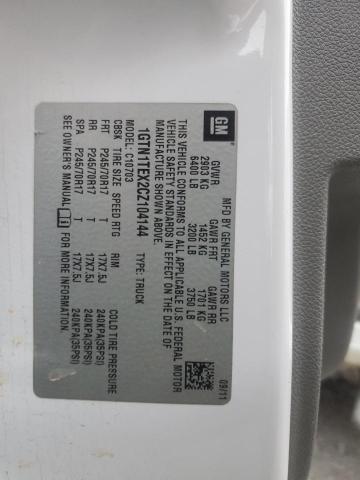 GM
MFD BY GENERAL MOTORS LLC 09/11
GVWR GAWR FRT GAWR RR
2903 KG 1452 KG 1701 KG
6400 LB 3200 LB 3750 LB
THIS VEHICLE CONFORMS TO ALL APPLICABLE U.S. FEDERAL MOTOR
VEHICLE SAFETY STANDARDS IN EFFECT ON THE DATE OF
MANUFACTURE SHOWN ABOVE.
1GTN1TEX2CZ104144 TYPE: TRUCK
MODEL: C10703
CBSK TIRE SIZE SPEED RTG RIM COLD TIRE PRESSURE
FRT P245/70R17 T 17X7.5J 240KPA(35PSI)
RR P245/70R17 T 17X7.5J 240KPA(35PSI)
SPA P245/70R17 T 17X7.5J 240KPA(35PSI)
SEE OWNER'S MANUAL FOR MORE INFORMATION.